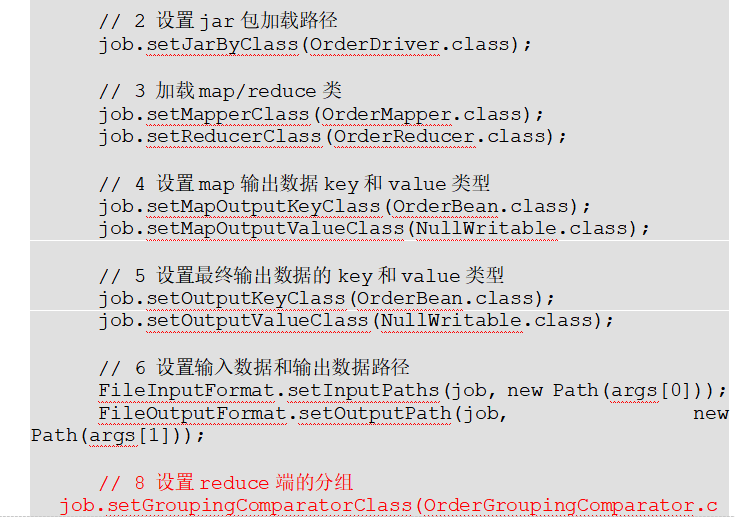 // 2 设置 jar 包加载路径
job.setJarByClass(OrderDriver.class);
// 3 加载 map/reduce 类
job.setMapperClass(OrderMapper.class);
job.setReducerClass(OrderReducer.class);
// 4 设置 map 输出数据 key 和 value 类型
job.setMapOutputKeyClass(OrderBean.class);
job.setMapOutputValueClass(NullWritable.class);
// 5 设置最终输出数据的 key 和 value 类型
job.setOutputKeyClass(OrderBean.class);
job.setOutputValueClass(NullWritable.class);
// 6 设置输入数据和输出数据路径
FileInputFormat.setInputPaths(job, new Path(args[0]));
FileOutputFormat.setOutputPath(job, new
Path(args[1]));
// 8 设置 reduce 端的分组
job.setGroupingComparatorClass(OrderGroupingComparator.c